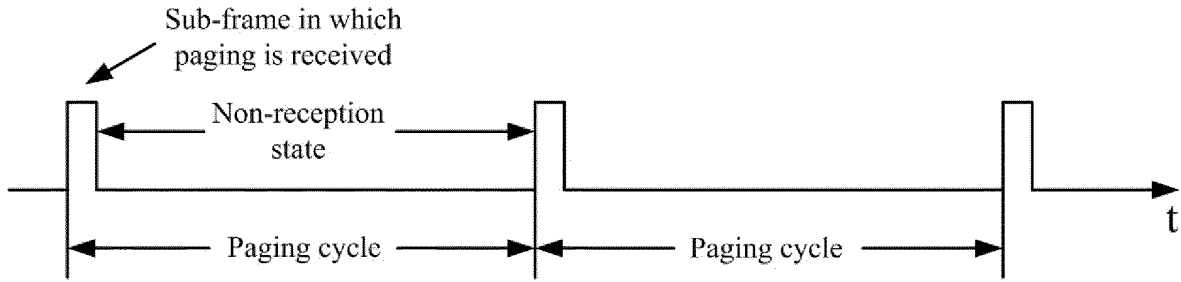 Sub-frame in which
paging is received
Non-reception
state
t
Paging cycle
Paging cycle